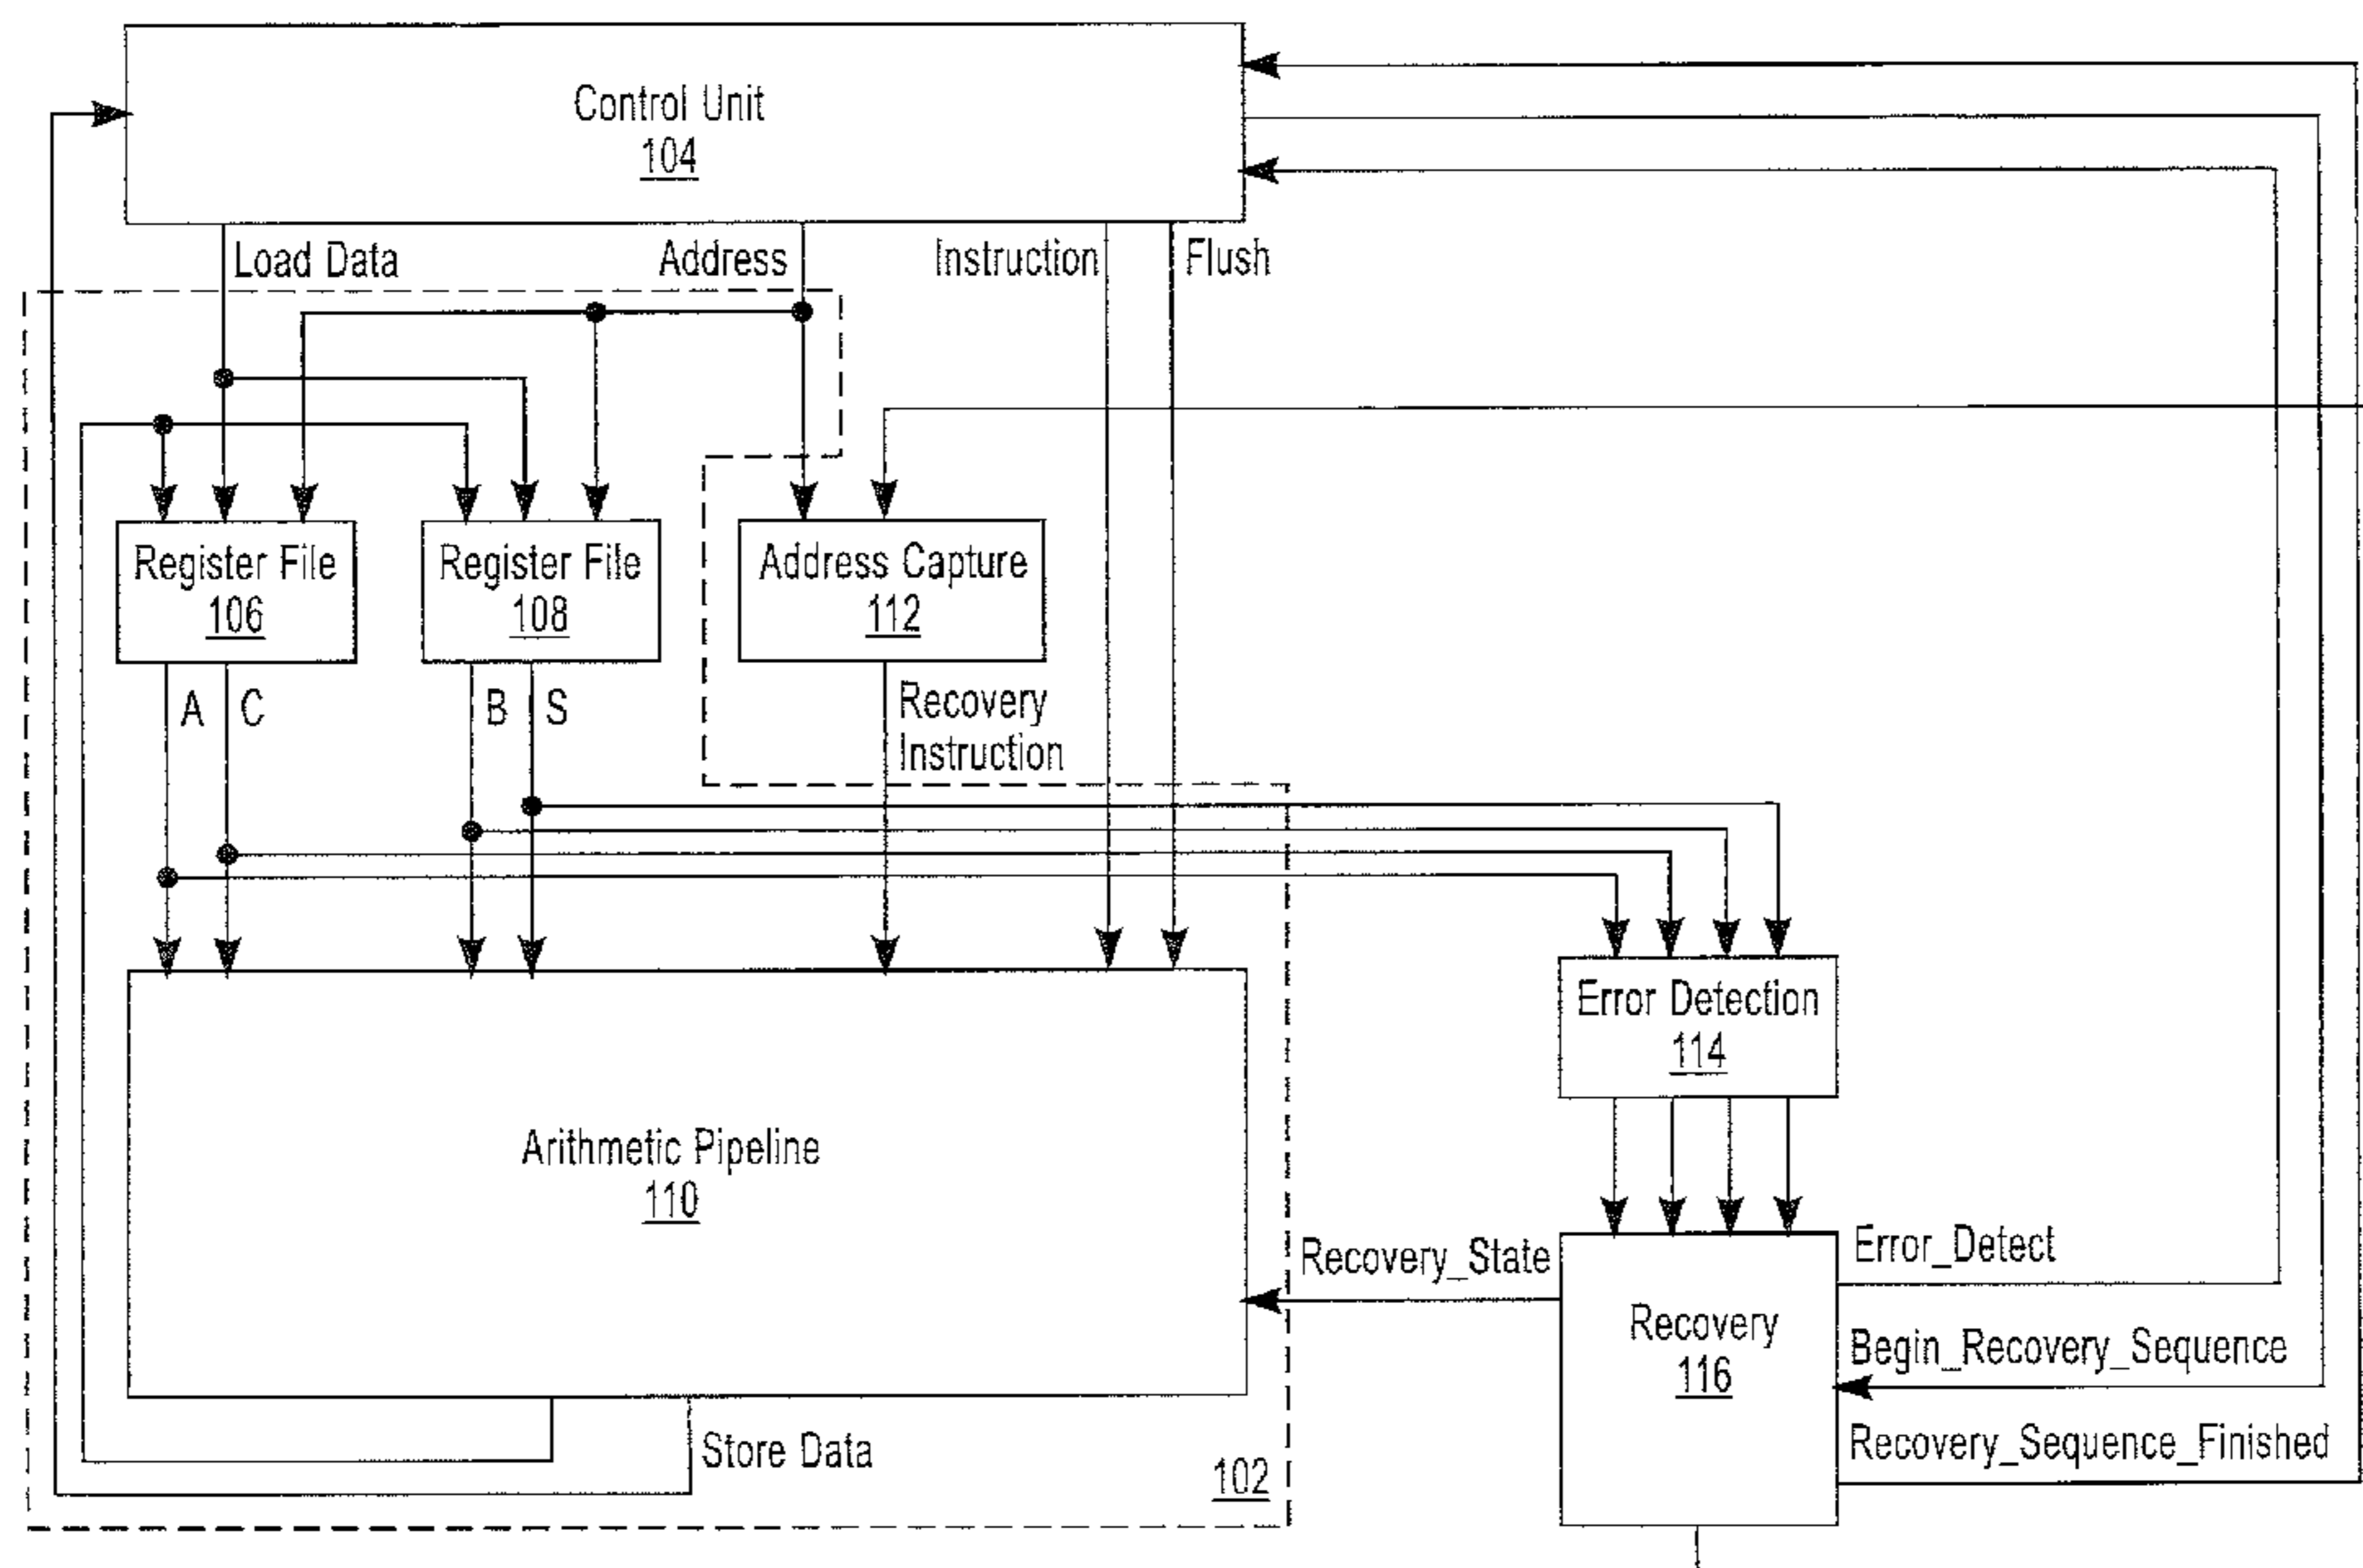 Control Unit
104
Load Data
Address
Instruction
Flush
Register File
106
Register File
108
Address Capture
112
A
C
B
S
Recovery
Instruction
Error Detection
114
Arithmetic Pipeline
110
Recovery_State
Error_Detect
Recovery
116
Begin_Recovery_Sequence
Recovery_Sequence_Finished
Store Data
102